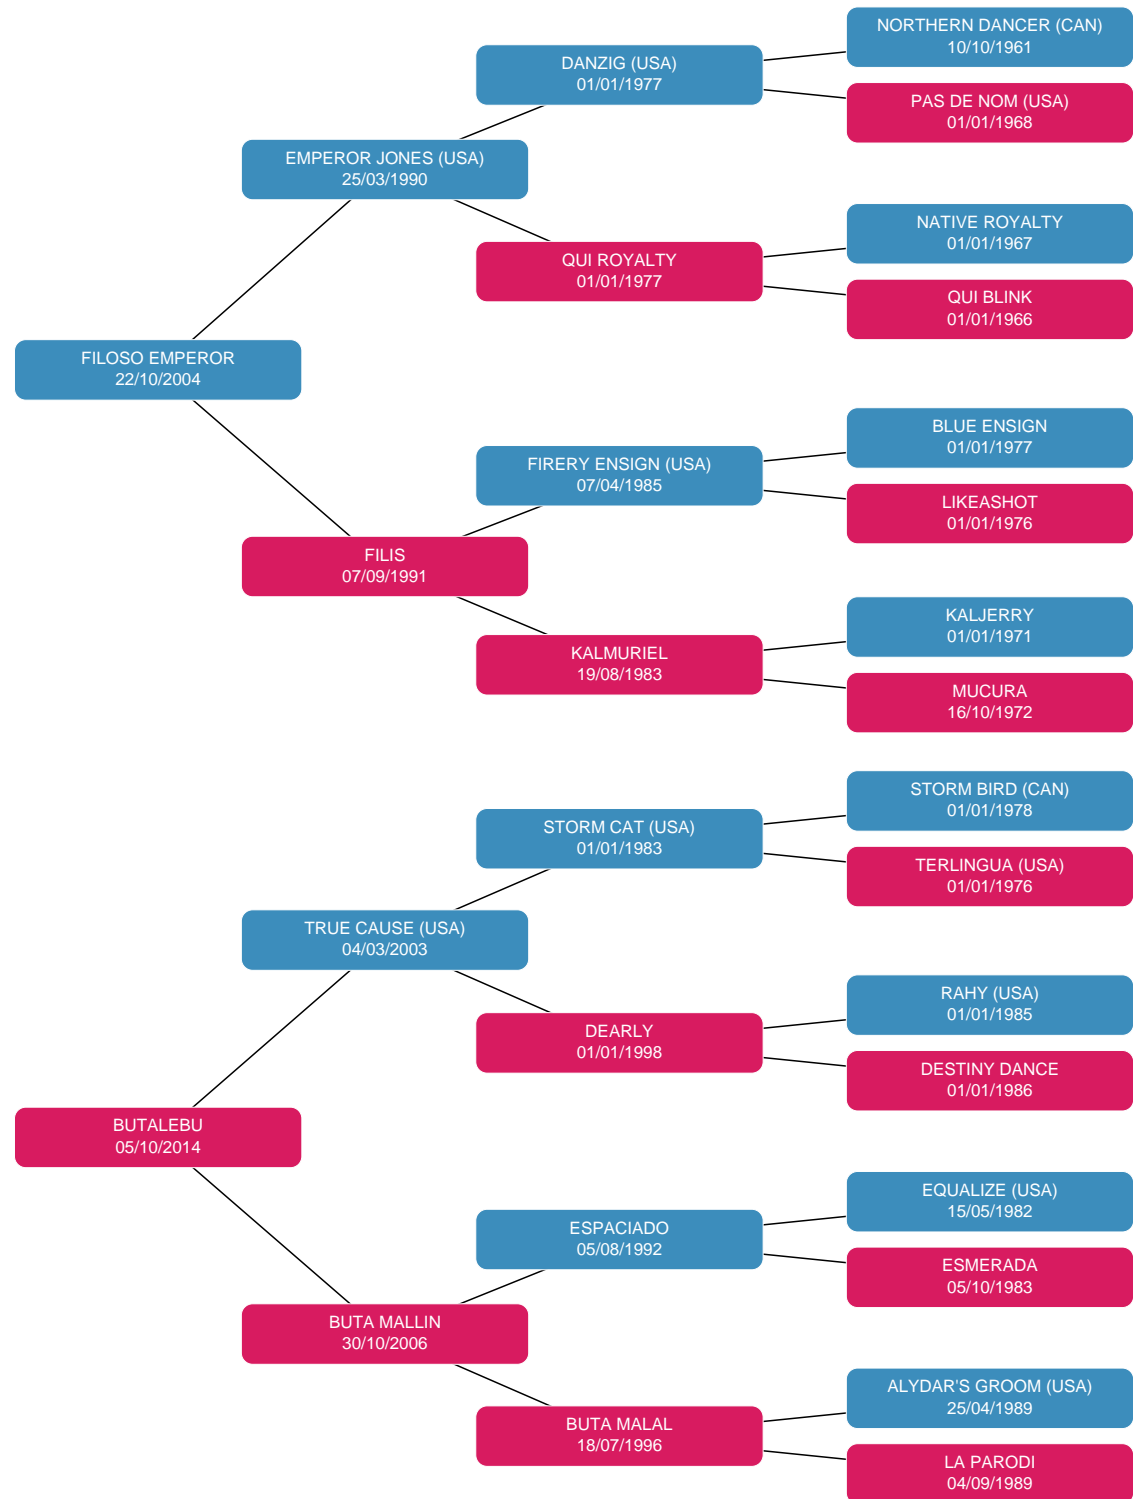 NORTHERN DANCER (CAN)
10/10/1961
DANZIG (USA)
01/01/1977
PAS DE NOM (USA)
01/01/1968
EMPEROR JONES (USA)
25/03/1990
NATIVE ROYALTY
01/01/1967
QUI ROYALTY
01/01/1977
QUI BLINK
01/01/1966
FILOSO EMPEROR
22/10/2004
BLUE ENSIGN
01/01/1977
FIRERY ENSIGN (USA)
07/04/1985
LIKEASHOT
01/01/1976
FILIS
07/09/1991
KALJERRY
01/01/1971
KALMURIEL
19/08/1983
MUCURA
16/10/1972
STORM BIRD (CAN)
01/01/1978
STORM CAT (USA)
01/01/1983
TERLINGUA (USA)
01/01/1976
TRUE CAUSE (USA)
04/03/2003
RAHY (USA)
01/01/1985
DEARLY
01/01/1998
DESTINY DANCE
01/01/1986
BUTALEBU
05/10/2014
EQUALIZE (USA)
15/05/1982
ESPACIADO
05/08/1992
ESMERADA
05/10/1983
BUTA MALLIN
30/10/2006
ALYDAR'S GROOM (USA)
25/04/1989
BUTA MALAL
18/07/1996
LA PARODI
04/09/1989